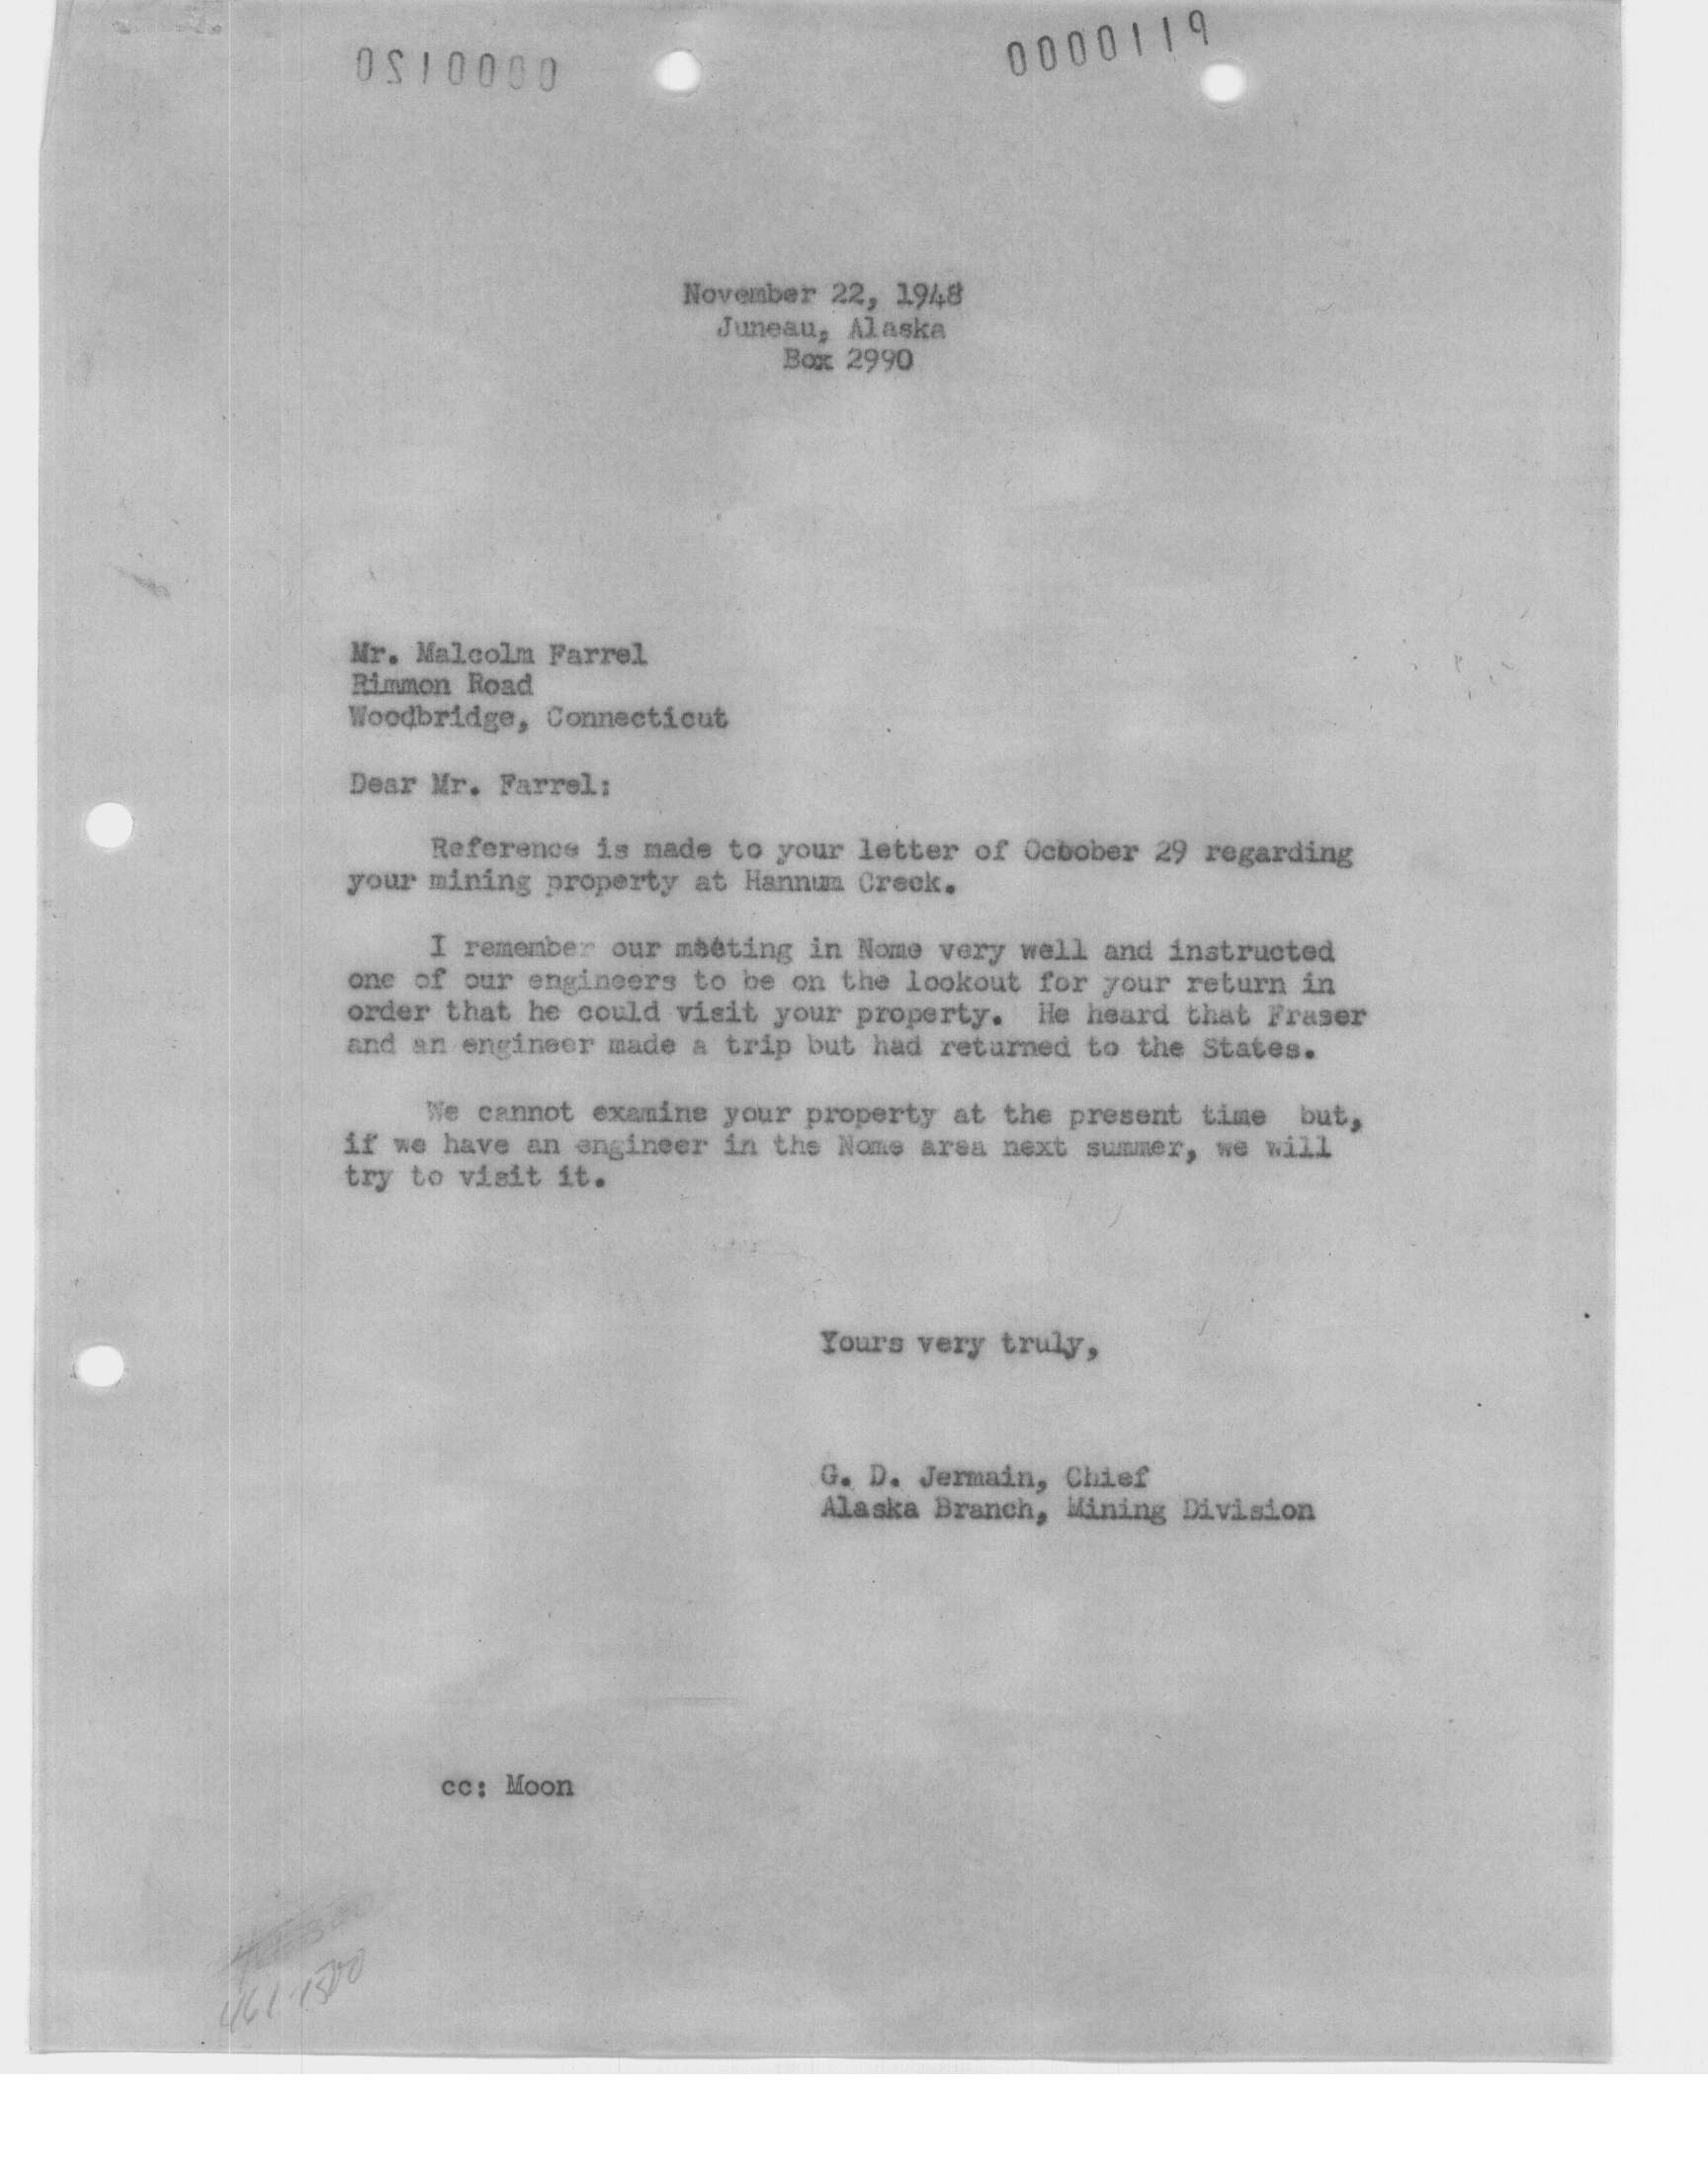 0000119
0000120
November 22, 1948
Juneau, Alaska
Box 2990
Mr. Malcolm Farrel
Rimmon Road
Woodbridge, Connecticut
Dear Mr. Farrel:
Reference is made to your letter of October 29 regarding
your mining property at Hannum Creek.
I remember our meeting in Nome very well and instructed
one of our engineers to be on the lookout for your return in
order that he could visit your property. He heard that Fraser
and an engineer made a trip but had returned to the States.
We cannot examine your property at the present time but,
if we have an engineer in the Nome area next summer, we will
try to visit it.
Yours very truly,
G. D. Jermain, Chief
Alaska Branch, Mining Division
cc: Moon